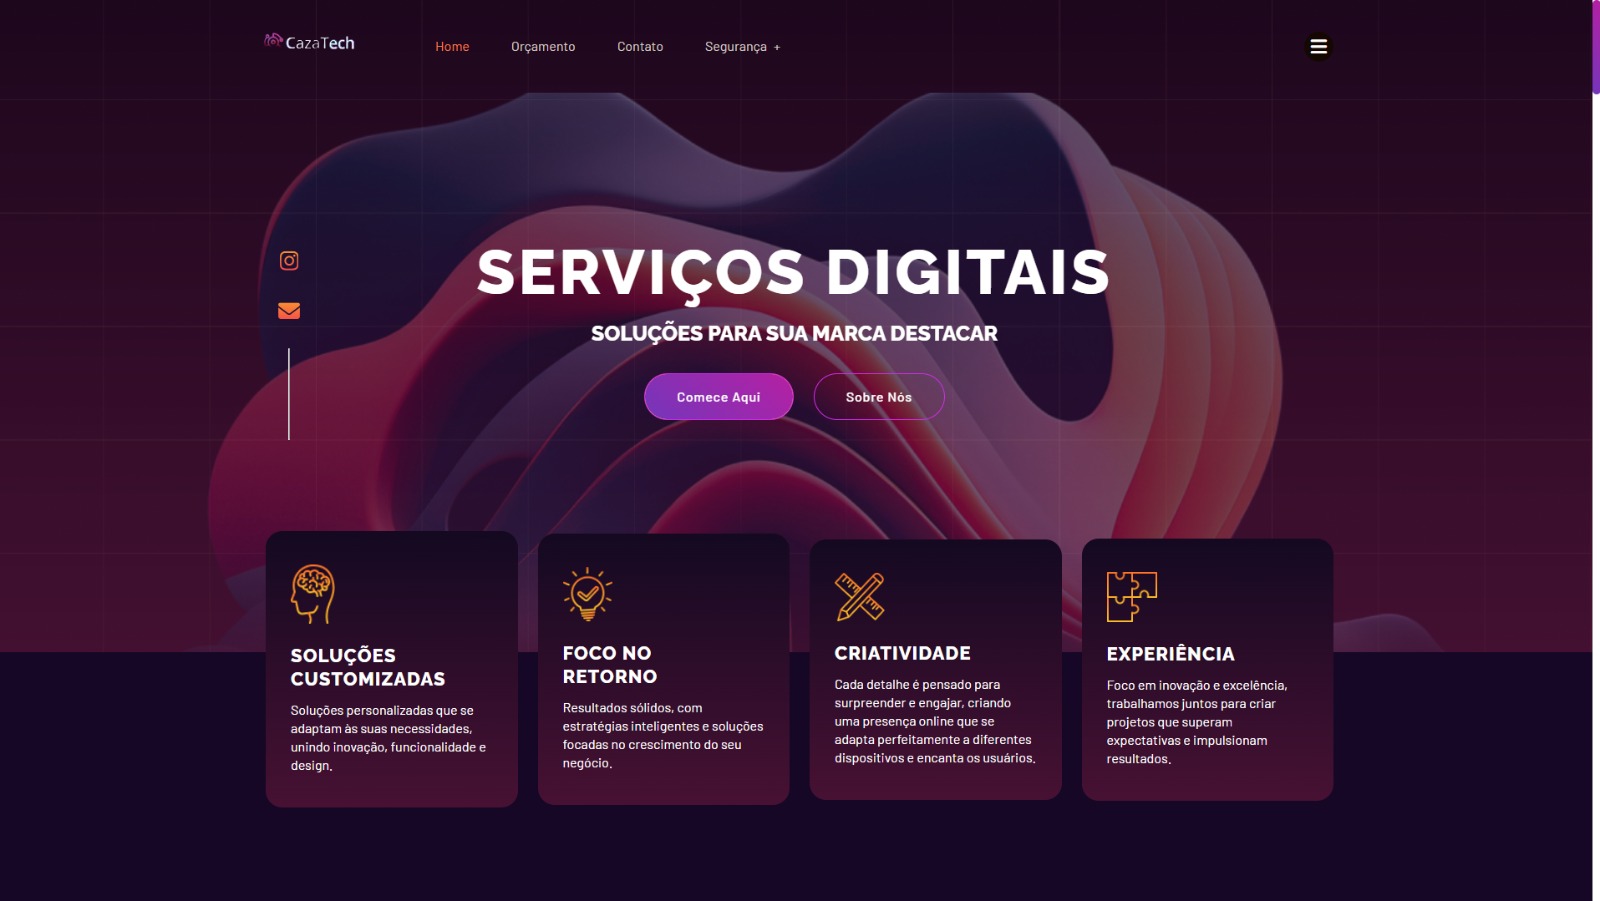 CazaTech
Home Orçamento Contato Segurança +
SERVIÇOS DIGITAIS
SOLUÇÕES PARA SUA MARCA DESTACAR
Comece Aqui Sobre Nós
SOLUÇÕES
CUSTOMIZADAS
Soluções personalizadas que se
adaptam às suas necessidades,
unindo inovação, funcionalidade e
design.
FOCO NO
RETORNO
Resultados sólidos, com
estratégias inteligentes e soluções
focadas no crescimento do seu
negócio.
CRIATIVIDADE
Cada detalhe é pensado para
surpreender e engajar, criando
uma presença online que se
adapta perfeitamente a diferentes
dispositivos e encanta os usuários.
EXPERIÊNCIA
Foco em inovação e excelência,
trabalhamos juntos para criar
projetos que superam
expectativas e impulsionam
resultados.